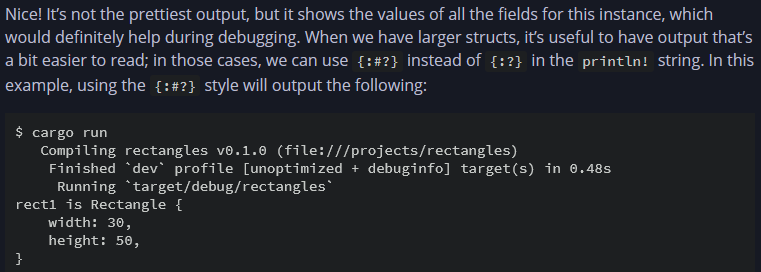 Nice! It’s not the prettiest output, but it shows the values of all the fields for this instance, which
would definitely help during debugging. When we have larger structs, it’s useful to have output that’s
a bit easier to read; in those cases, we can use {:#?} instead of {:?} in the println! string. In this
example, using the {:#?} style will output the following:
$ cargo run
   Compiling rectangles v0.1.0 (file:///projects/rectangles)
    Finished `dev` profile [unoptimized + debuginfo] target(s) in 0.48s
     Running `target/debug/rectangles`
rect1 is Rectangle {
    width: 30,
    height: 50,
}